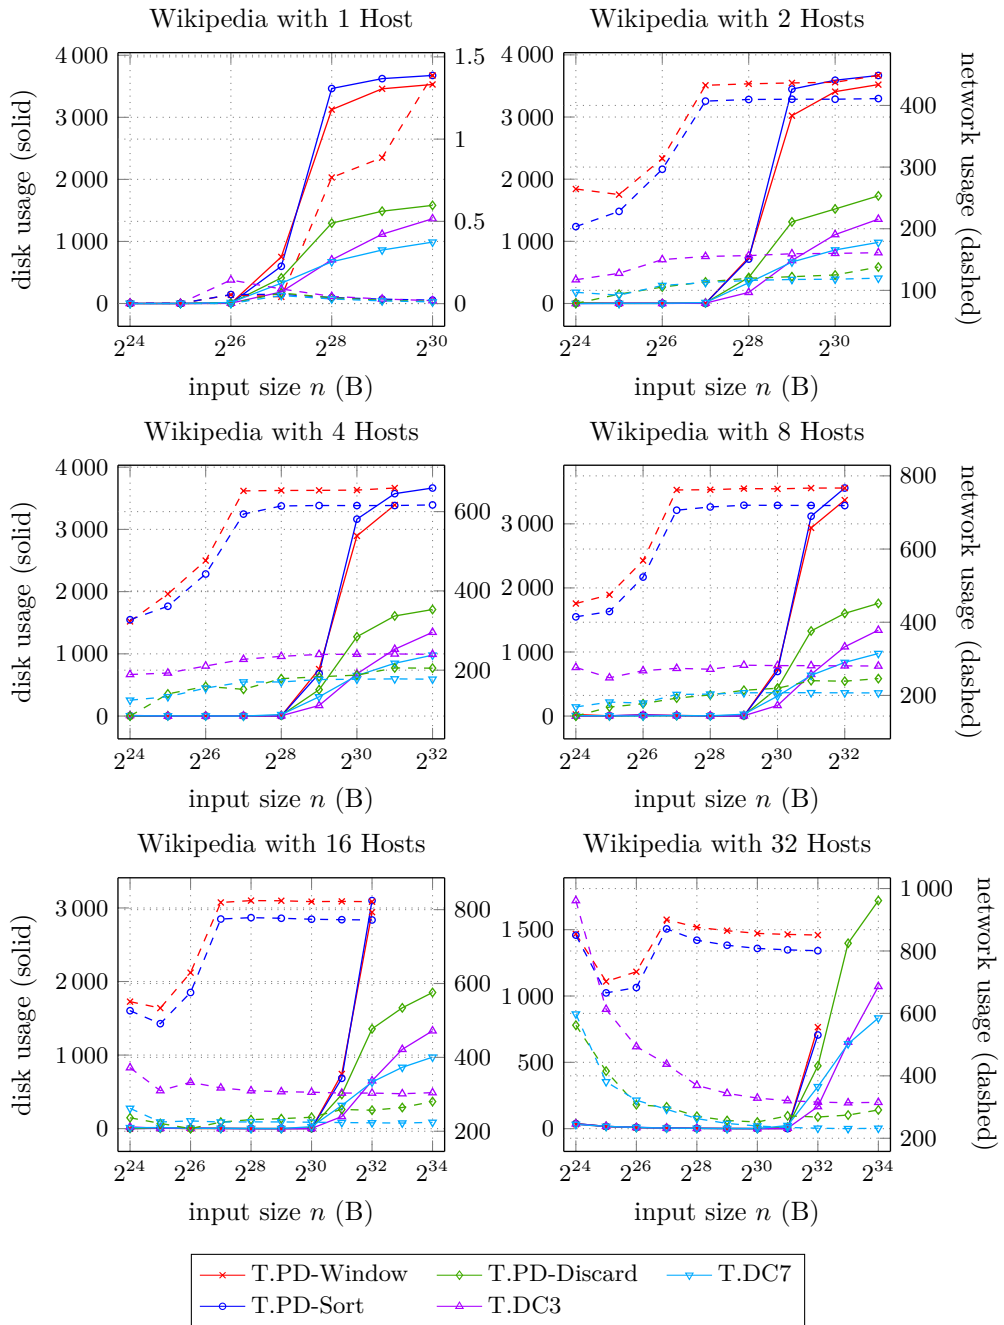 Wikipedia with 1 Host
Wikipedia with 2 Hosts
disk usage (solid)
4 000
3 000
2 000
1 000
0
1.5
1
0.5
0
2^24 2^26 2^28 2^30
input size n (B)
4 000
3 000
2 000
1 000
0
400
300
200
100
network usage (dashed)
2^24 2^26 2^28 2^30
input size n (B)
Wikipedia with 4 Hosts
Wikipedia with 8 Hosts
disk usage (solid)
4 000
3 000
2 000
1 000
0
600
400
200
2^24 2^26 2^28 2^30 2^32
input size n (B)
3 000
2 000
1 000
0
800
600
400
200
network usage (dashed)
2^24 2^26 2^28 2^30 2^32
input size n (B)
Wikipedia with 16 Hosts
Wikipedia with 32 Hosts
disk usage (solid)
3 000
2 000
1 000
0
800
600
400
200
2^24 2^26 2^28 2^30 2^32 2^34
input size n (B)
1 500
1 000
500
0
1 000
800
600
400
200
network usage (dashed)
2^24 2^26 2^28 2^30 2^32 2^34
input size n (B)
T.PD-Window T.PD-Discard T.DC7
T.PD-Sort T.DC3